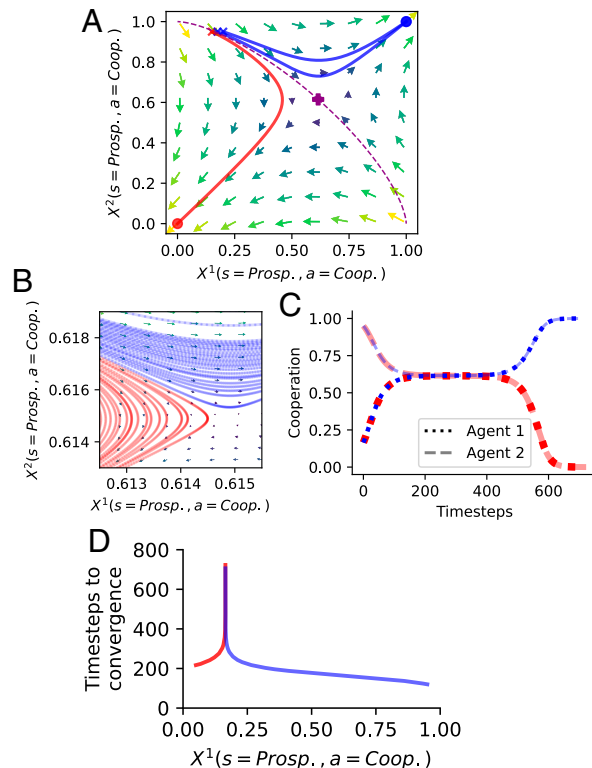 A
1.0
0.8
0.6
0.4
0.2
0.0
X²(s = Prosp., a = Coop.)
0.00 0.25 0.50 0.75 1.00
X¹(s = Prosp., a = Coop.)
B
0.618
0.616
0.614
X²(s = Prosp., a = Coop.)
0.613 0.614 0.615
X¹(s = Prosp., a = Coop.)
C
1.00
0.75
0.50
0.25
0.00
Cooperation
Agent 1
Agent 2
0 200 400 600
Timesteps
D
800
600
400
200
0
Timesteps to
convergence
0.00 0.25 0.50 0.75 1.00
X¹(s = Prosp., a = Coop.)